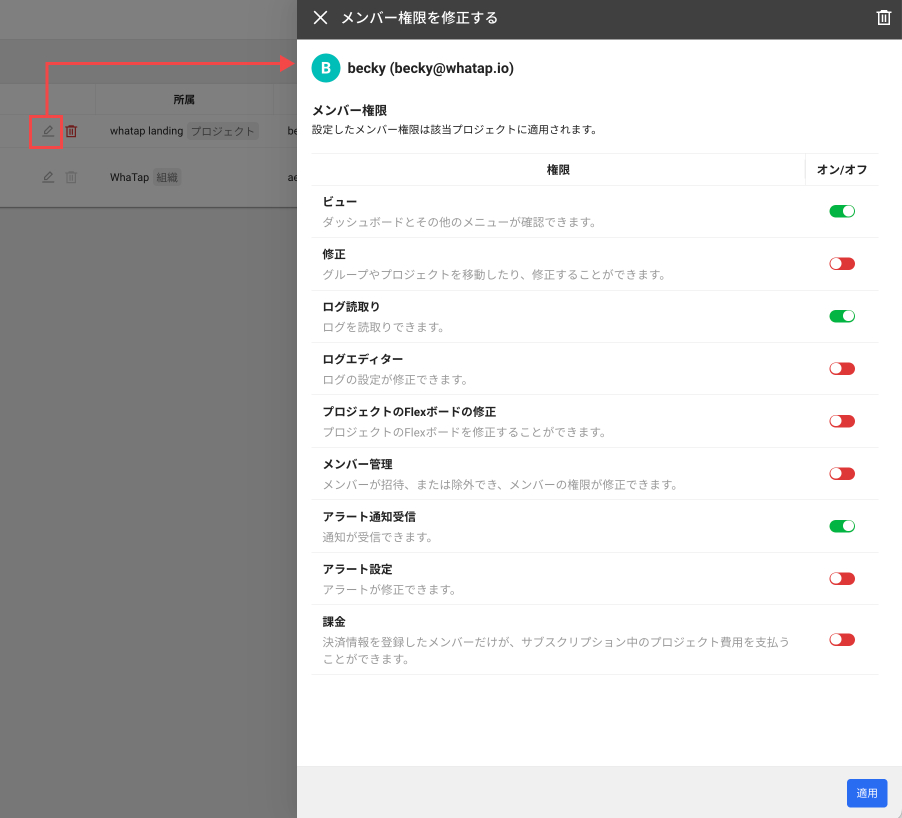 メンバー権限を修正する
B becky (becky@whatap.io)
メンバー権限
設定したメンバー権限は該当プロジェクトに適用されます。
権限 オン/オフ
ビュー
ダッシュボードとその他のメニューが確認できます。
修正
グループやプロジェクトを移動したり、修正することができます。
ログ読取り
ログを読取りできます。
ログエディター
ログの設定が修正できます。
プロジェクトのFlexボードの修正
プロジェクトのFlexボードを修正することができます。
メンバー管理
メンバーが招待、または除外でき、メンバーの権限が修正できます。
アラート通知受信
通知が受信できます。
アラート設定
アラートが修正できます。
課金
決済情報を登録したメンバーだけが、サブスクリプション中のプロジェクト費用を支払う
ことができます。
適用
所属
whatap landing プロジェクト be
WhaTap 組織 ae